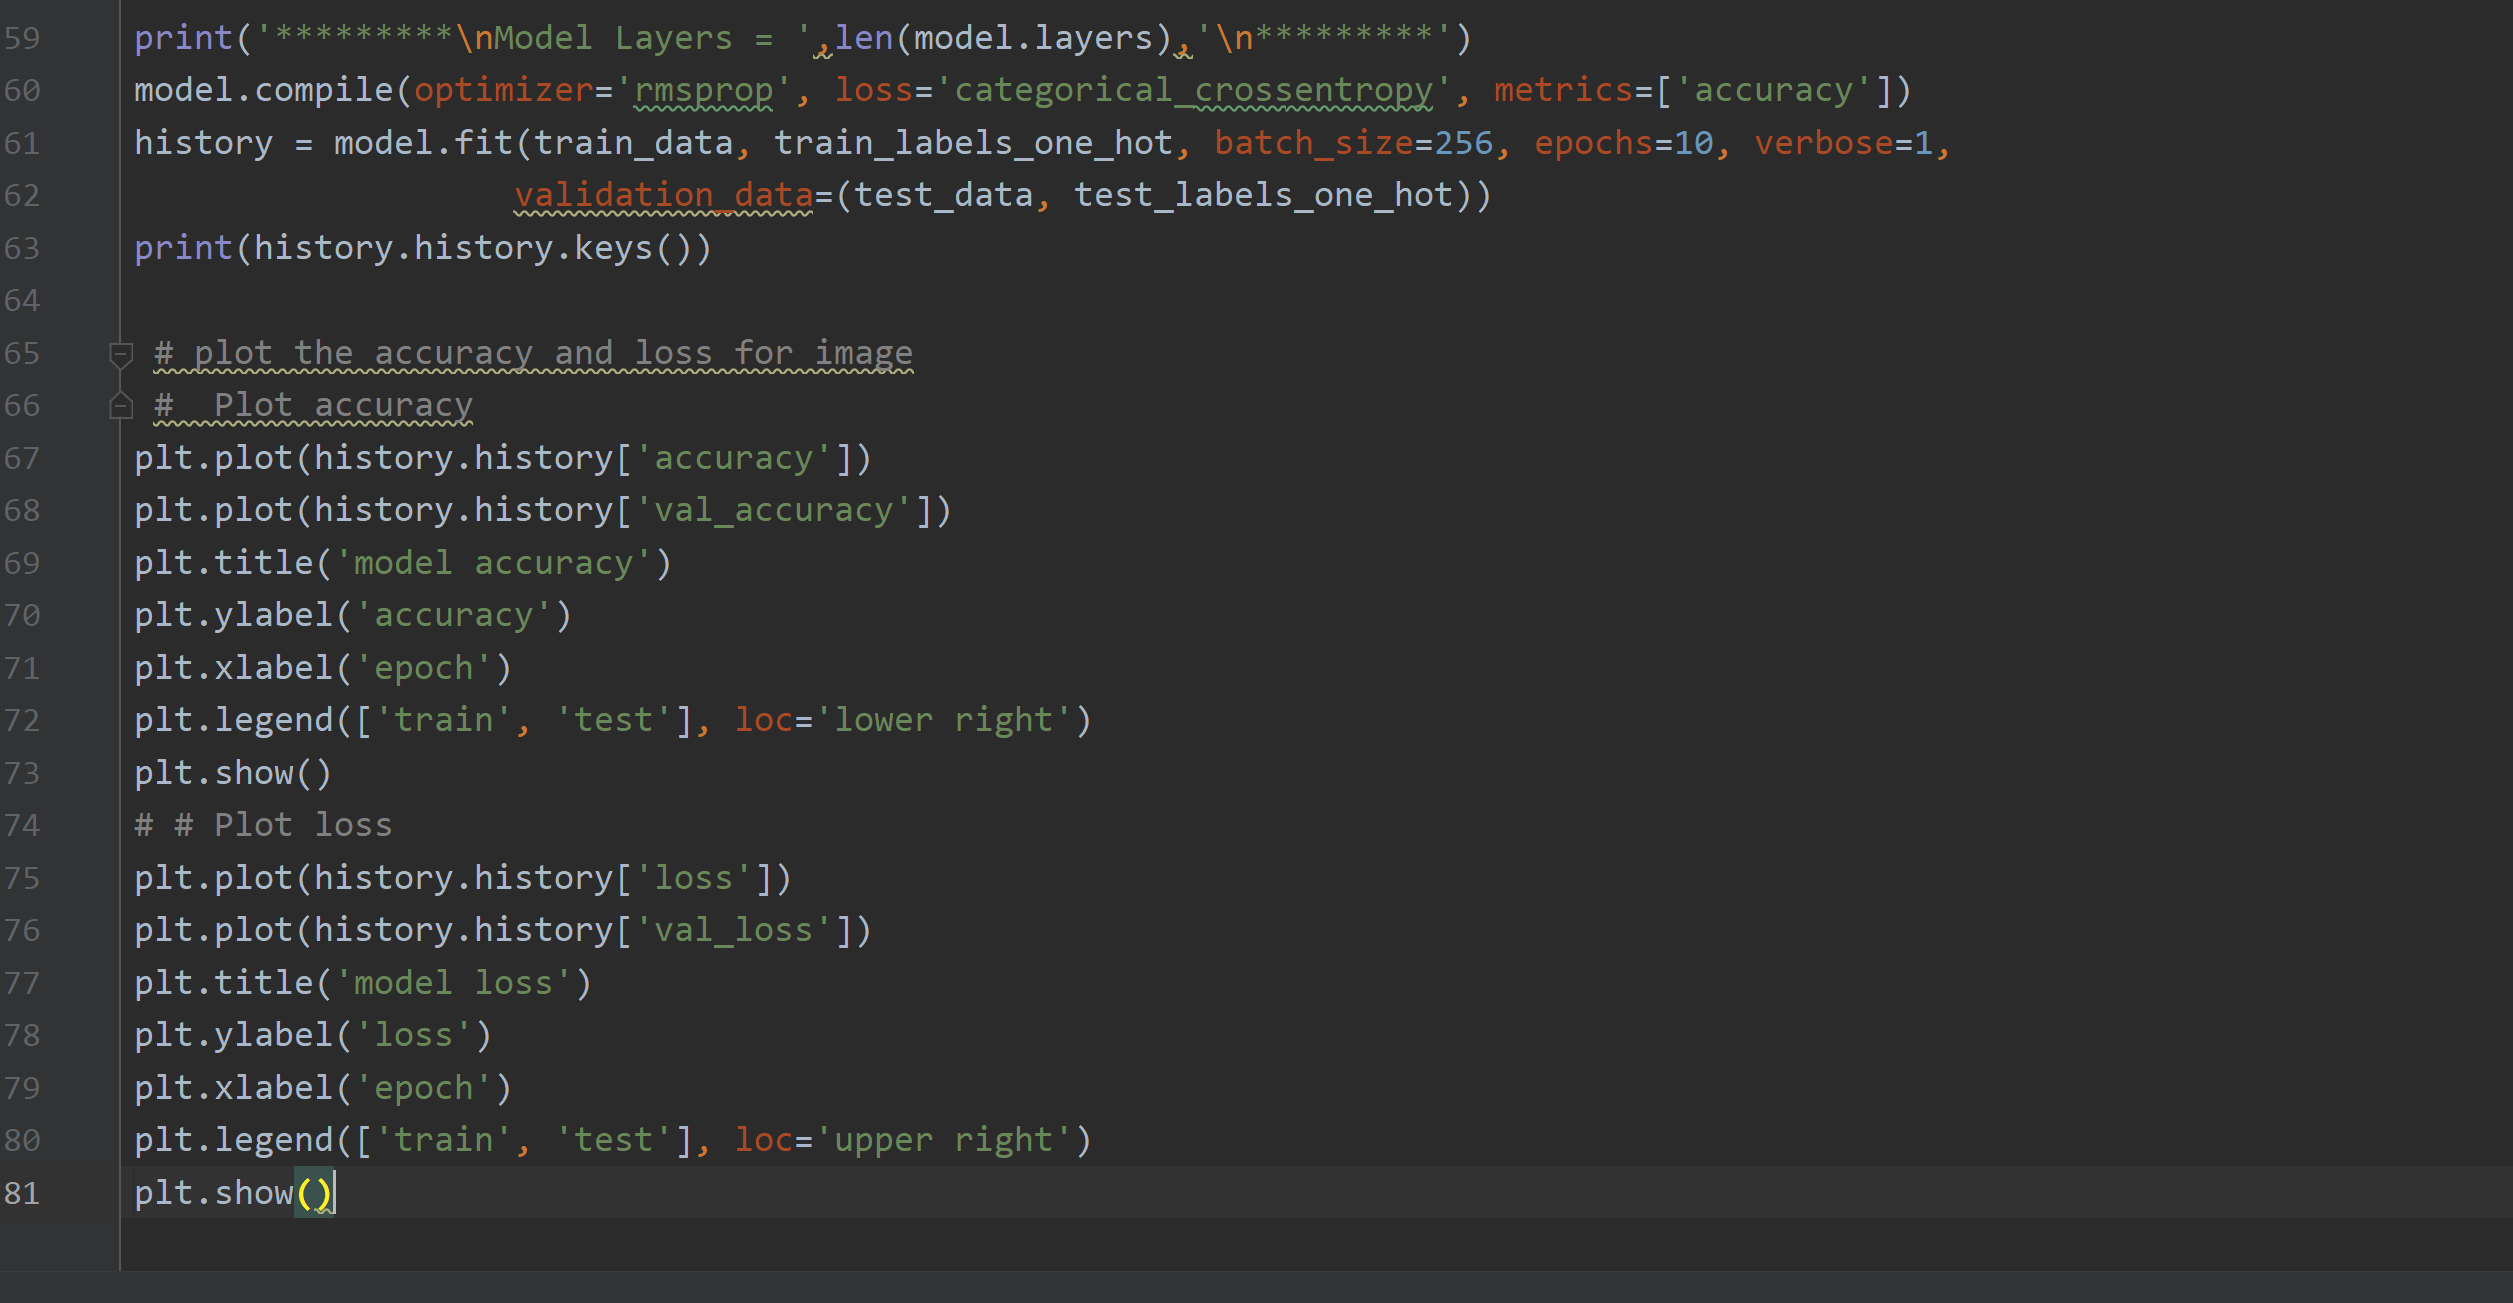 59 print('*********\nModel Layers = ',len(model.layers),'\n*********')
60 model.compile(optimizer='rmsprop', loss='categorical_crossentropy', metrics=['accuracy'])
61 history = model.fit(train_data, train_labels_one_hot, batch_size=256, epochs=10, verbose=1,
62                    validation_data=(test_data, test_labels_one_hot))
63 print(history.history.keys())
64
65  # plot the accuracy and loss for image
66  #  Plot accuracy
67 plt.plot(history.history['accuracy'])
68 plt.plot(history.history['val_accuracy'])
69 plt.title('model accuracy')
70 plt.ylabel('accuracy')
71 plt.xlabel('epoch')
72 plt.legend(['train', 'test'], loc='lower right')
73 plt.show()
74 # # Plot loss
75 plt.plot(history.history['loss'])
76 plt.plot(history.history['val_loss'])
77 plt.title('model loss')
78 plt.ylabel('loss')
79 plt.xlabel('epoch')
80 plt.legend(['train', 'test'], loc='upper right')
81 plt.show()